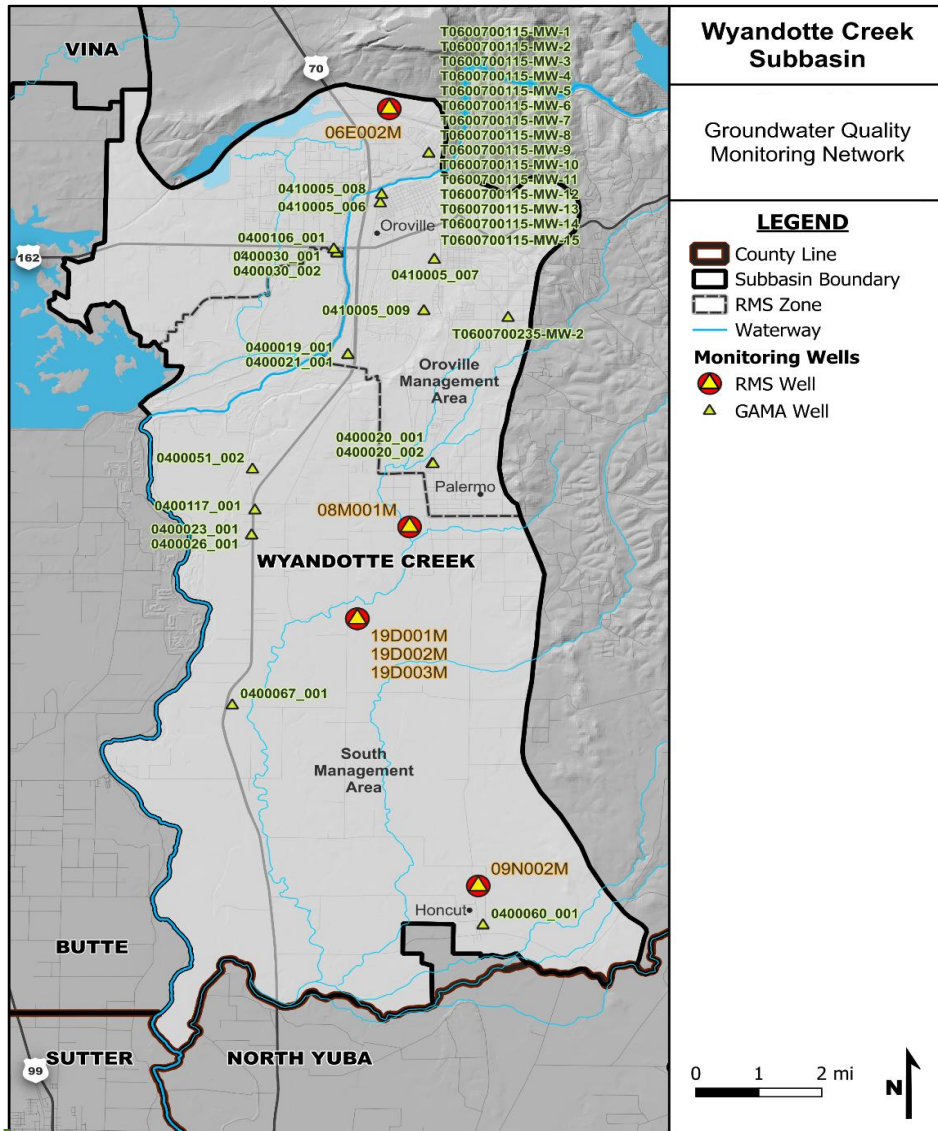 Wyandotte Creek
Subbasin
Groundwater Quality
Monitoring Network
LEGEND
County Line
Subbasin Boundary
RMS Zone
Waterway
Monitoring Wells
RMS Well
GAMA Well
0 1 2 mi
N
VINA
70
T0600700115-MW-1
T0600700115-MW-2
T0600700115-MW-3
T0600700115-MW-4
T0600700115-MW-5
T0600700115-MW-6
T0600700115-MW-7
T0600700115-MW-8
T0600700115-MW-9
T0600700115-MW-10
T0600700115-MW-11
T0600700115-MW-12
T0600700115-MW-13
T0600700115-MW-14
T0600700115-MW-15
06E002M
0410005_008
0410005_006
Oroville
0400106_001
0400030_001
0400030_002
162
0410005_007
0410005_009
T0600700235-MW-2
0400019_001
0400021_001
Oroville
Management
Area
0400020_001
0400020_002
0400051_002
Palermo
0400117_001
08M001M
0400023_001
0400026_001
WYANDOTTE CREEK
19D001M
19D002M
19D003M
0400067_001
South
Management
Area
09N002M
Honcut
0400060_001
BUTTE
SUTTER
NORTH YUBA
99